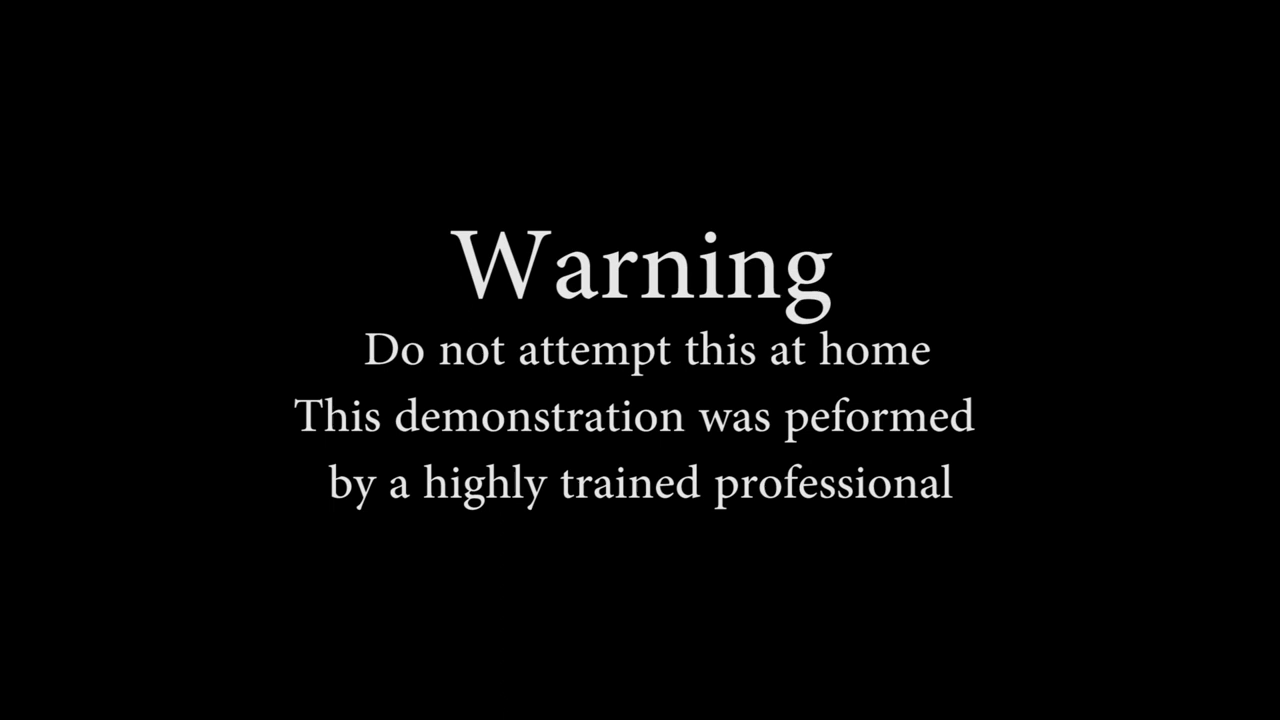 Warning
Do not attempt this at home
This demonstration was peformed
by a highly trained professional